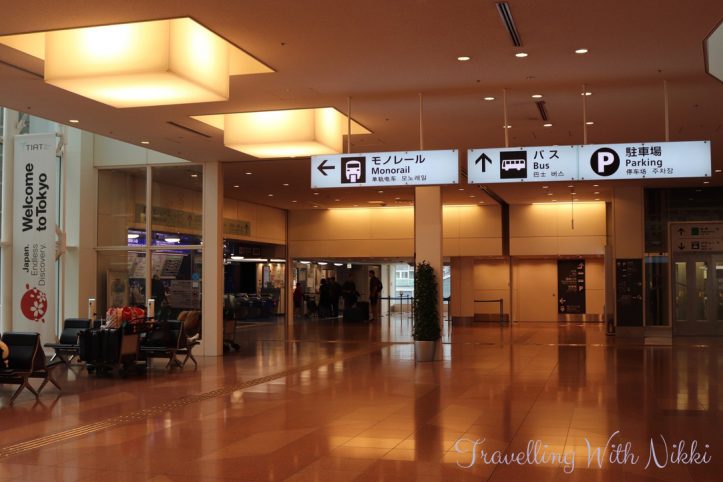 TIAT
Welcome
to Tokyo
Japan.
Endless
Discovery.
モノレール
Monorail
单轨电车 모노레일
バス
Bus
巴士 버스
P
駐車場
Parking
停车场 주차장
Travelling With Nikki